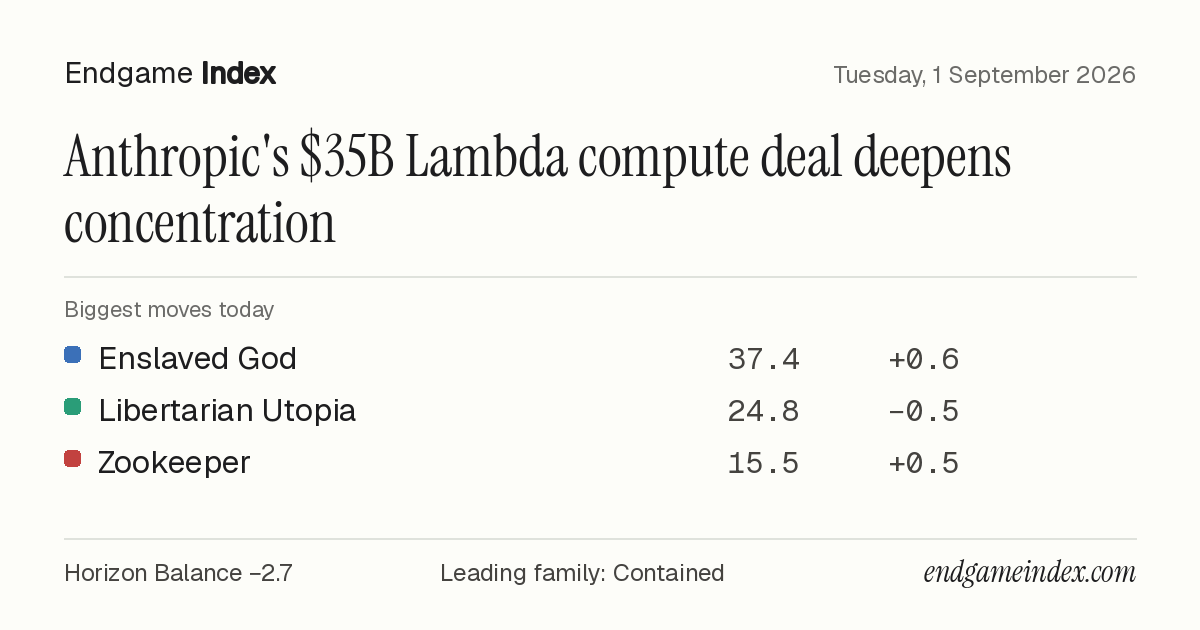 Endgame Index
Tuesday, 1 September 2026
Anthropic's $35B Lambda compute deal deepens
concentration
Biggest moves today
Enslaved God 37.4 +0.6
Libertarian Utopia 24.8 −0.5
Zookeeper 15.5 +0.5
Horizon Balance −2.7
Leading family: Contained
endgameindex.com